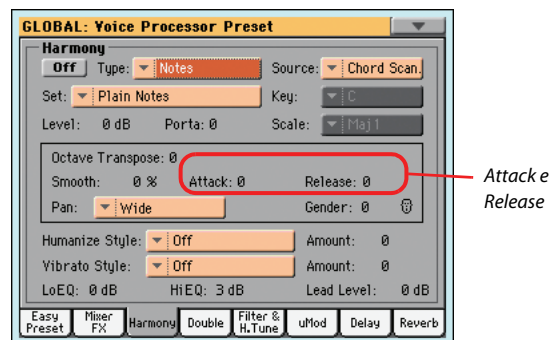 GLOBAL: Voice Processor Preset
Harmony
Off Type: Notes Source: Chord Scan.
Set: Plain Notes Key: C
Level: 0 dB Porta: 0 Scale: Maj1
Octave Transpose: 0
Smooth: 0 % Attack: 0 Release: 0
Pan: Wide Gender: 0
Humanize Style: Off Amount: 0
Vibrato Style: Off Amount: 0
LoEQ: 0 dB HiEQ: 3 dB Lead Level: 0 dB
Easy Preset Mixer FX Harmony Double Filter & H.Tune uMod Delay Reverb
Attack e
Release